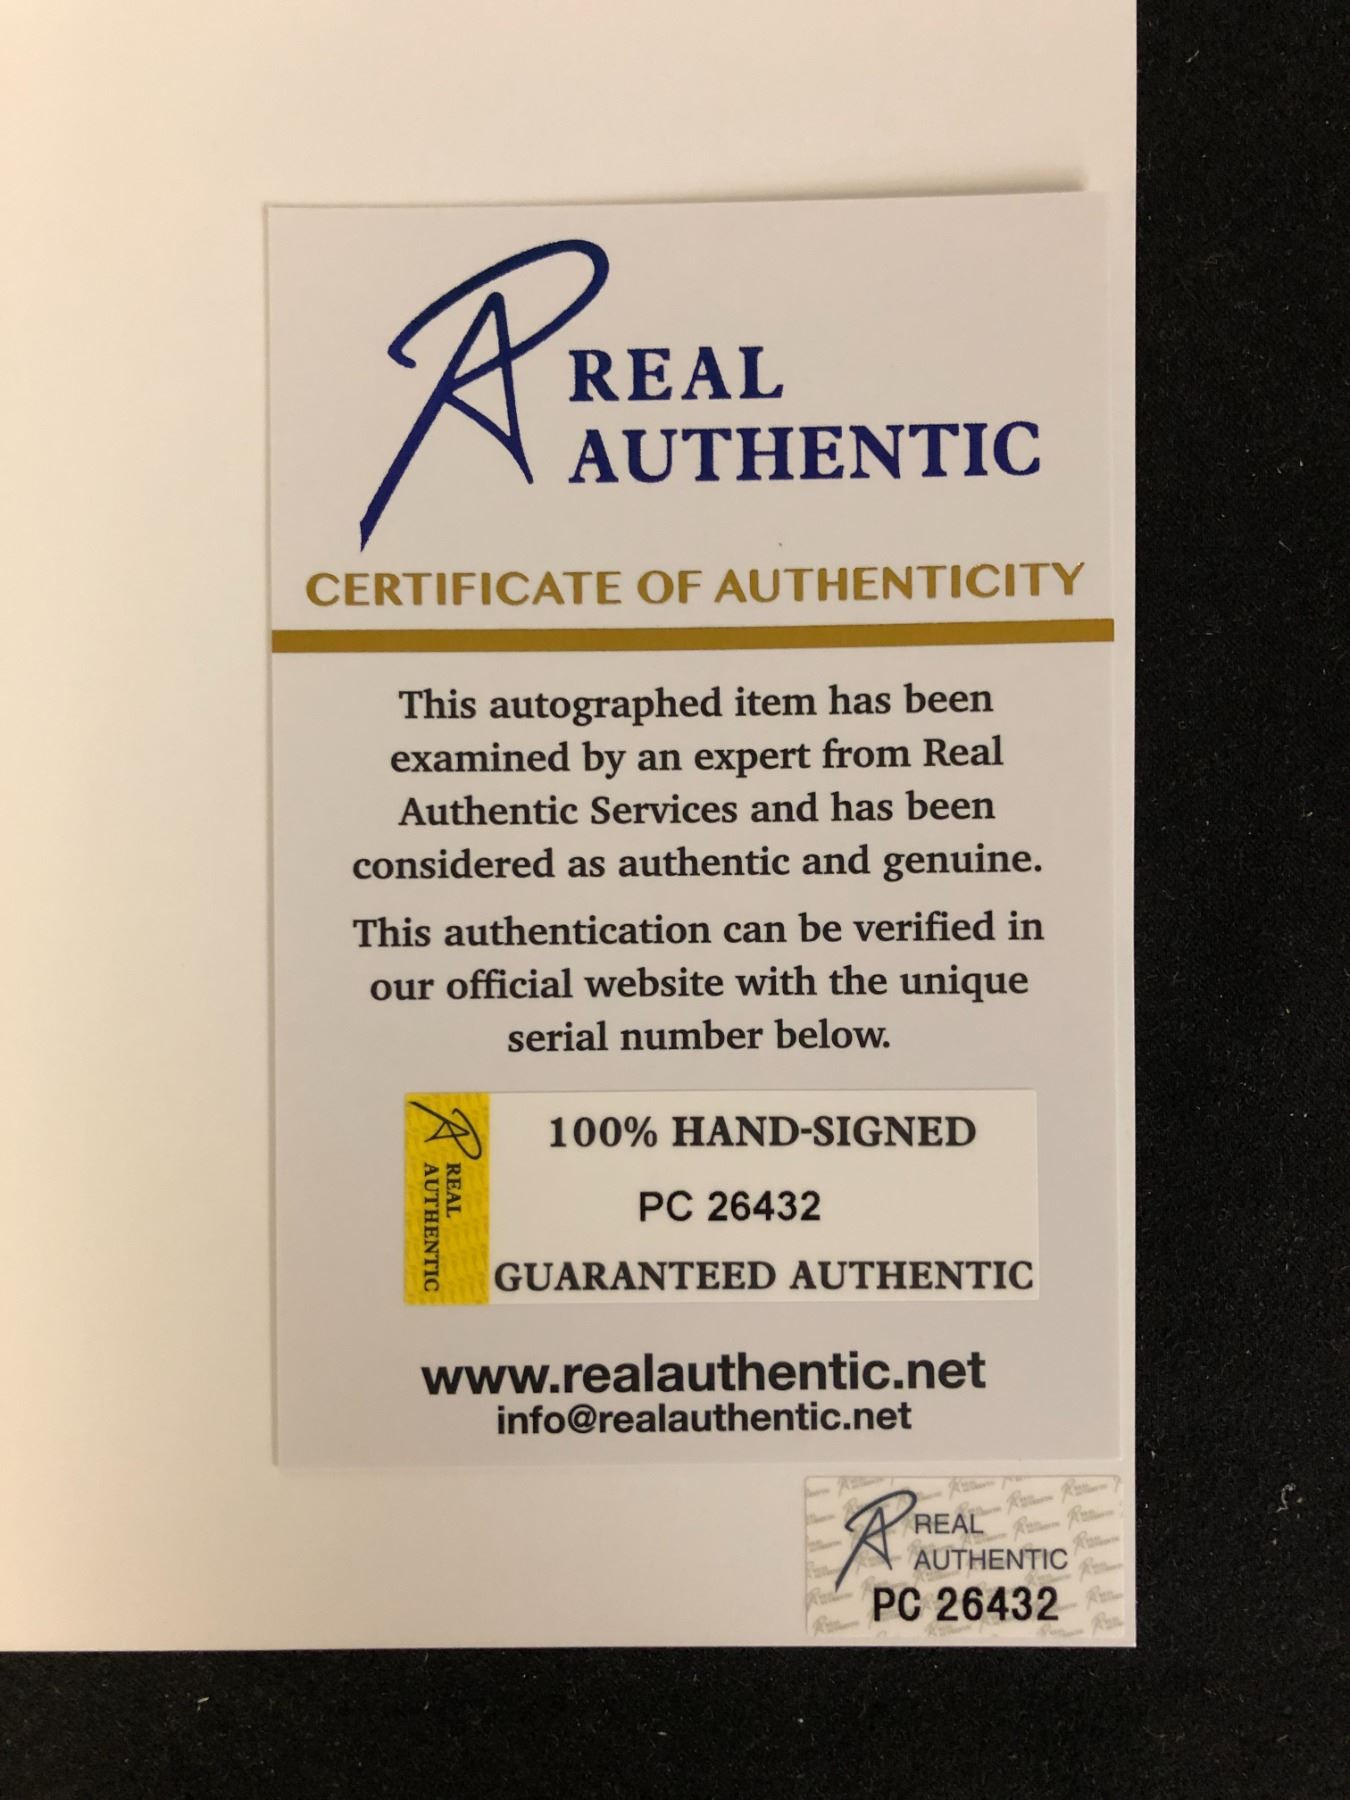 REAL
AUTHENTIC
CERTIFICATE OF AUTHENTICITY
This autographed item has been
examined by an expert from Real
Authentic Services and has been
considered as authentic and genuine.
This authentication can be verified in
our official website with the unique
serial number below.
REAL
AUTHENTIC
100% HAND-SIGNED
PC 26432
GUARANTEED AUTHENTIC
www.realauthentic.net
info@realauthentic.net
REAL
AUTHENTIC
PC 26432